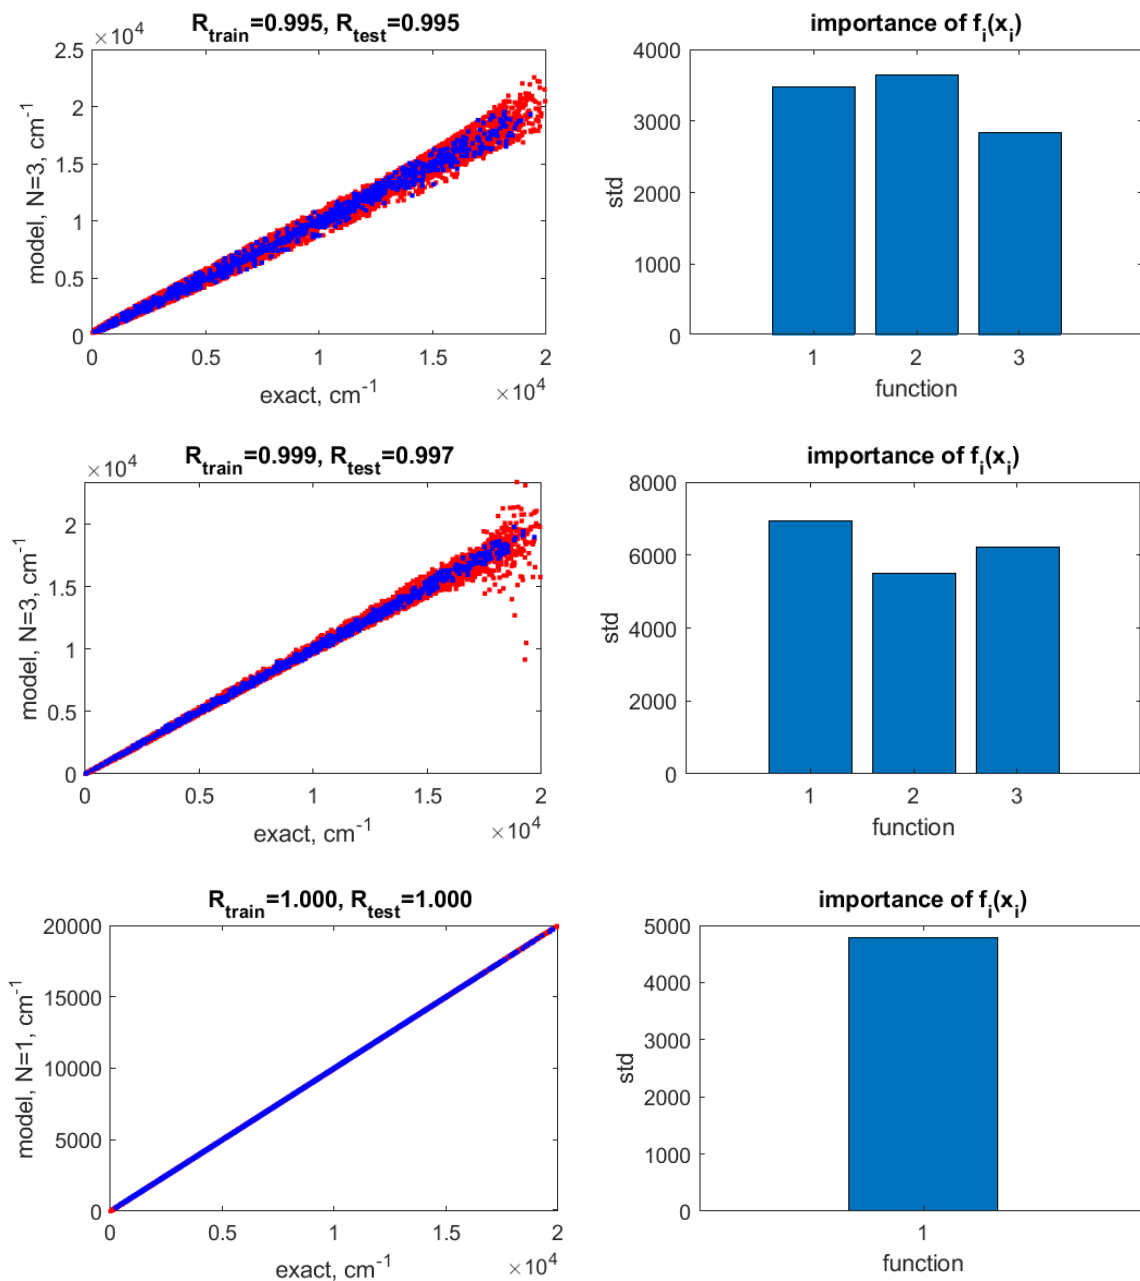 R_train=0.995, R_test=0.995
×10^4
2.5
2
1.5
1
0.5
0
model, N=3, cm^-1
0 0.5 1 1.5 2
exact, cm^-1
×10^4
importance of f_i(x_i)
4000
3000
2000
1000
0
std
1 2 3
function
R_train=0.999, R_test=0.997
×10^4
2
1.5
1
0.5
0
model, N=3, cm^-1
0 0.5 1 1.5 2
exact, cm^-1
×10^4
importance of f_i(x_i)
8000
6000
4000
2000
0
std
1 2 3
function
R_train=1.000, R_test=1.000
20000
15000
10000
5000
0
model, N=1, cm^-1
0 0.5 1 1.5 2
exact, cm^-1
×10^4
importance of f_i(x_i)
5000
4000
3000
2000
1000
0
std
1
function